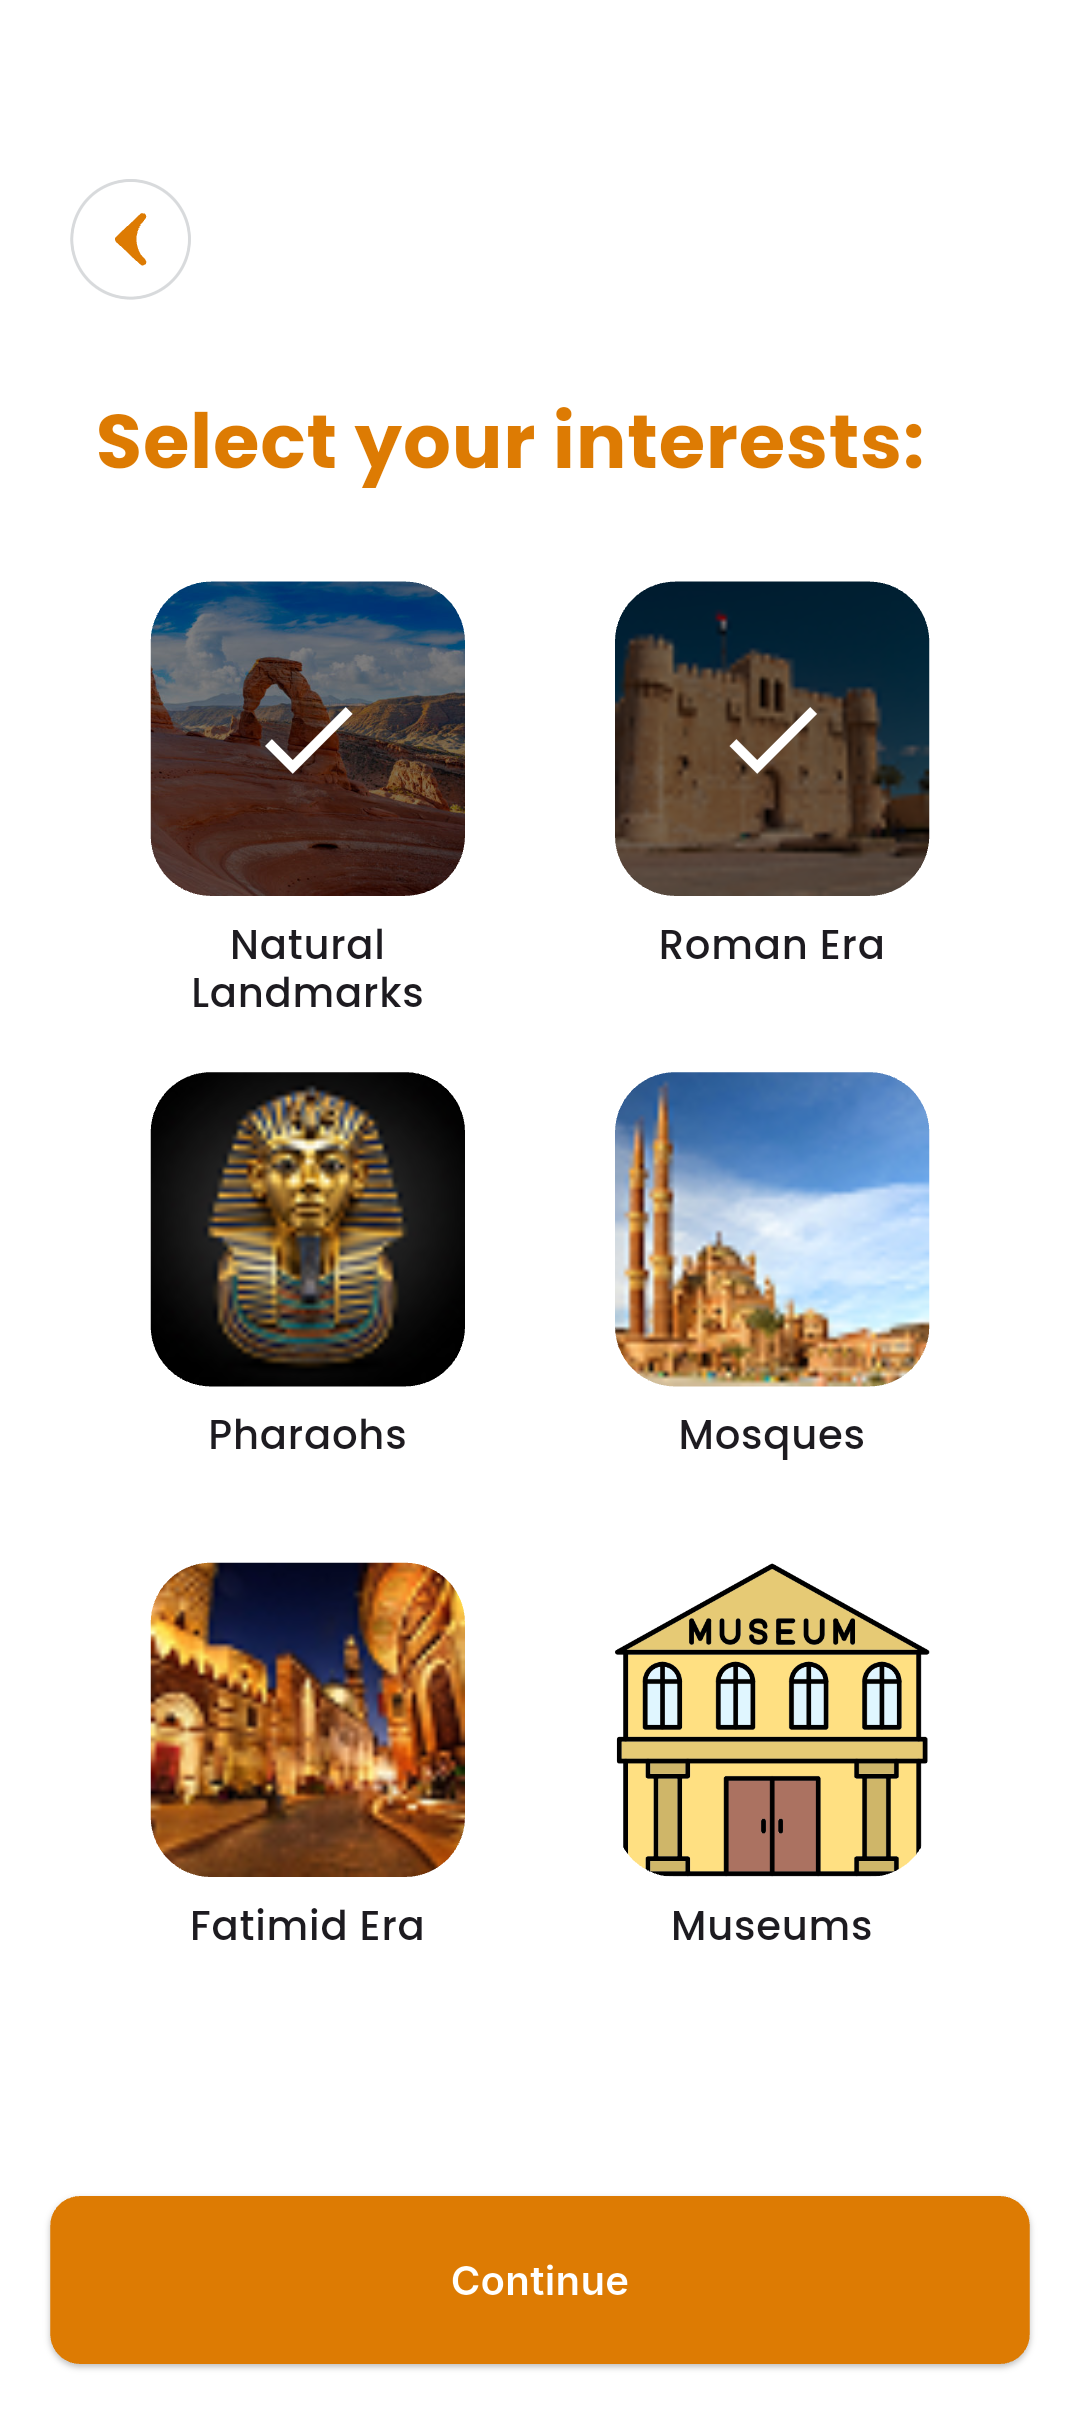 Select your interests:
Natural
Landmarks
Roman Era
Pharaohs
Mosques
MUSEUM
Fatimid Era
Museums
Continue